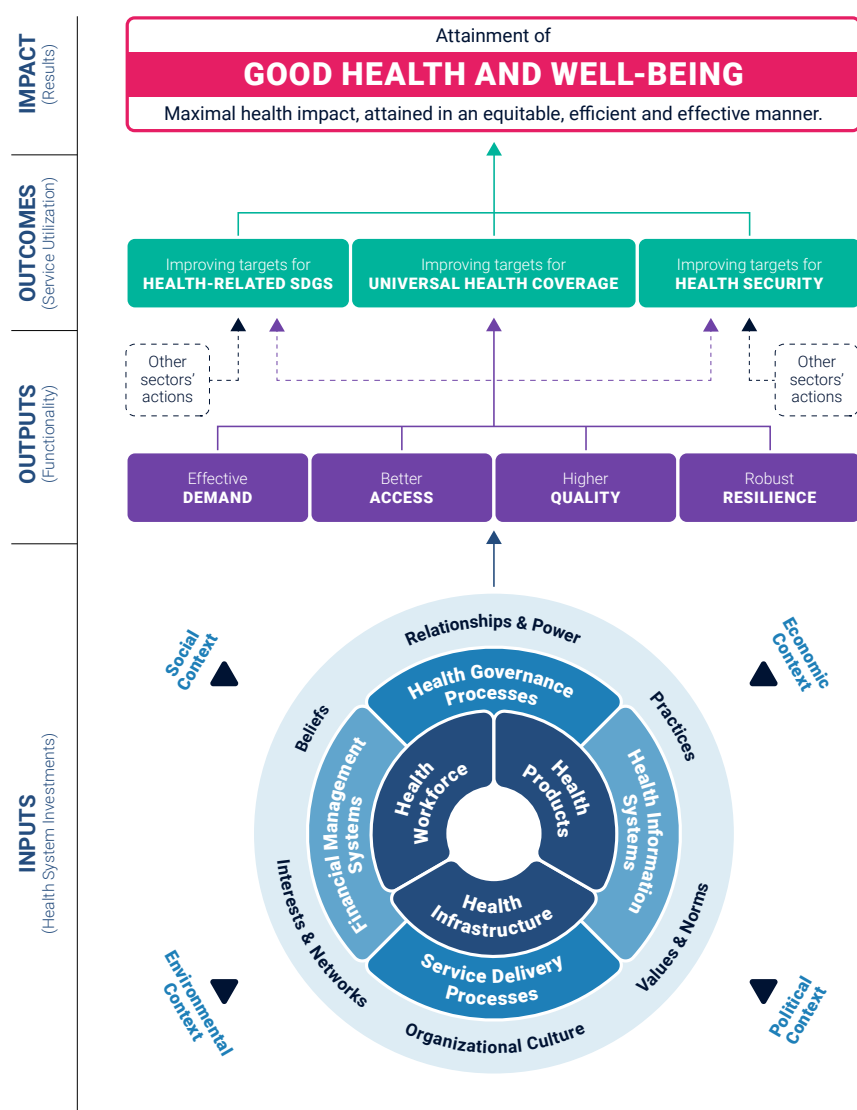 IMPACT
(Results)
Attainment of
GOOD HEALTH AND WELL-BEING
Maximal health impact, attained in an equitable, efficient and effective manner.
OUTCOMES
(Service Utilization)
Improving targets for
HEALTH-RELATED SDGS
Improving targets for
UNIVERSAL HEALTH COVERAGE
Improving targets for
HEALTH SECURITY
OUTPUTS
(Functionality)
Other
sectors’
actions
Other
sectors’
actions
Effective
DEMAND
Better
ACCESS
Higher
QUALITY
Robust
RESILIENCE
INPUTS
(Health System Investments)
Social
Context
Economic
Context
Relationships & Power
Beliefs
Practices
Health Governance
Processes
Financial Management
Systems
Health
Workforce
Health
Products
Health Information
Systems
Health
Infrastructure
Service Delivery
Processes
Interests & Networks
Values & Norms
Organizational Culture
Environmental
Context
Political
Context